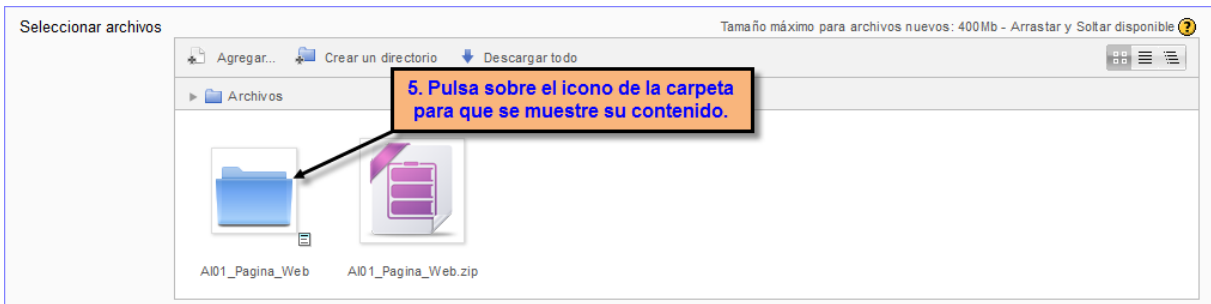 Seleccionar archivos
Tamaño máximo para archivos nuevos: 400Mb - Arrastar y Soltar disponible ?
Agregar... Crear un directorio Descargar todo
Archivos
5. Pulsa sobre el icono de la carpeta
para que se muestre su contenido.
AI01_Pagina_Web AI01_Pagina_Web.zip